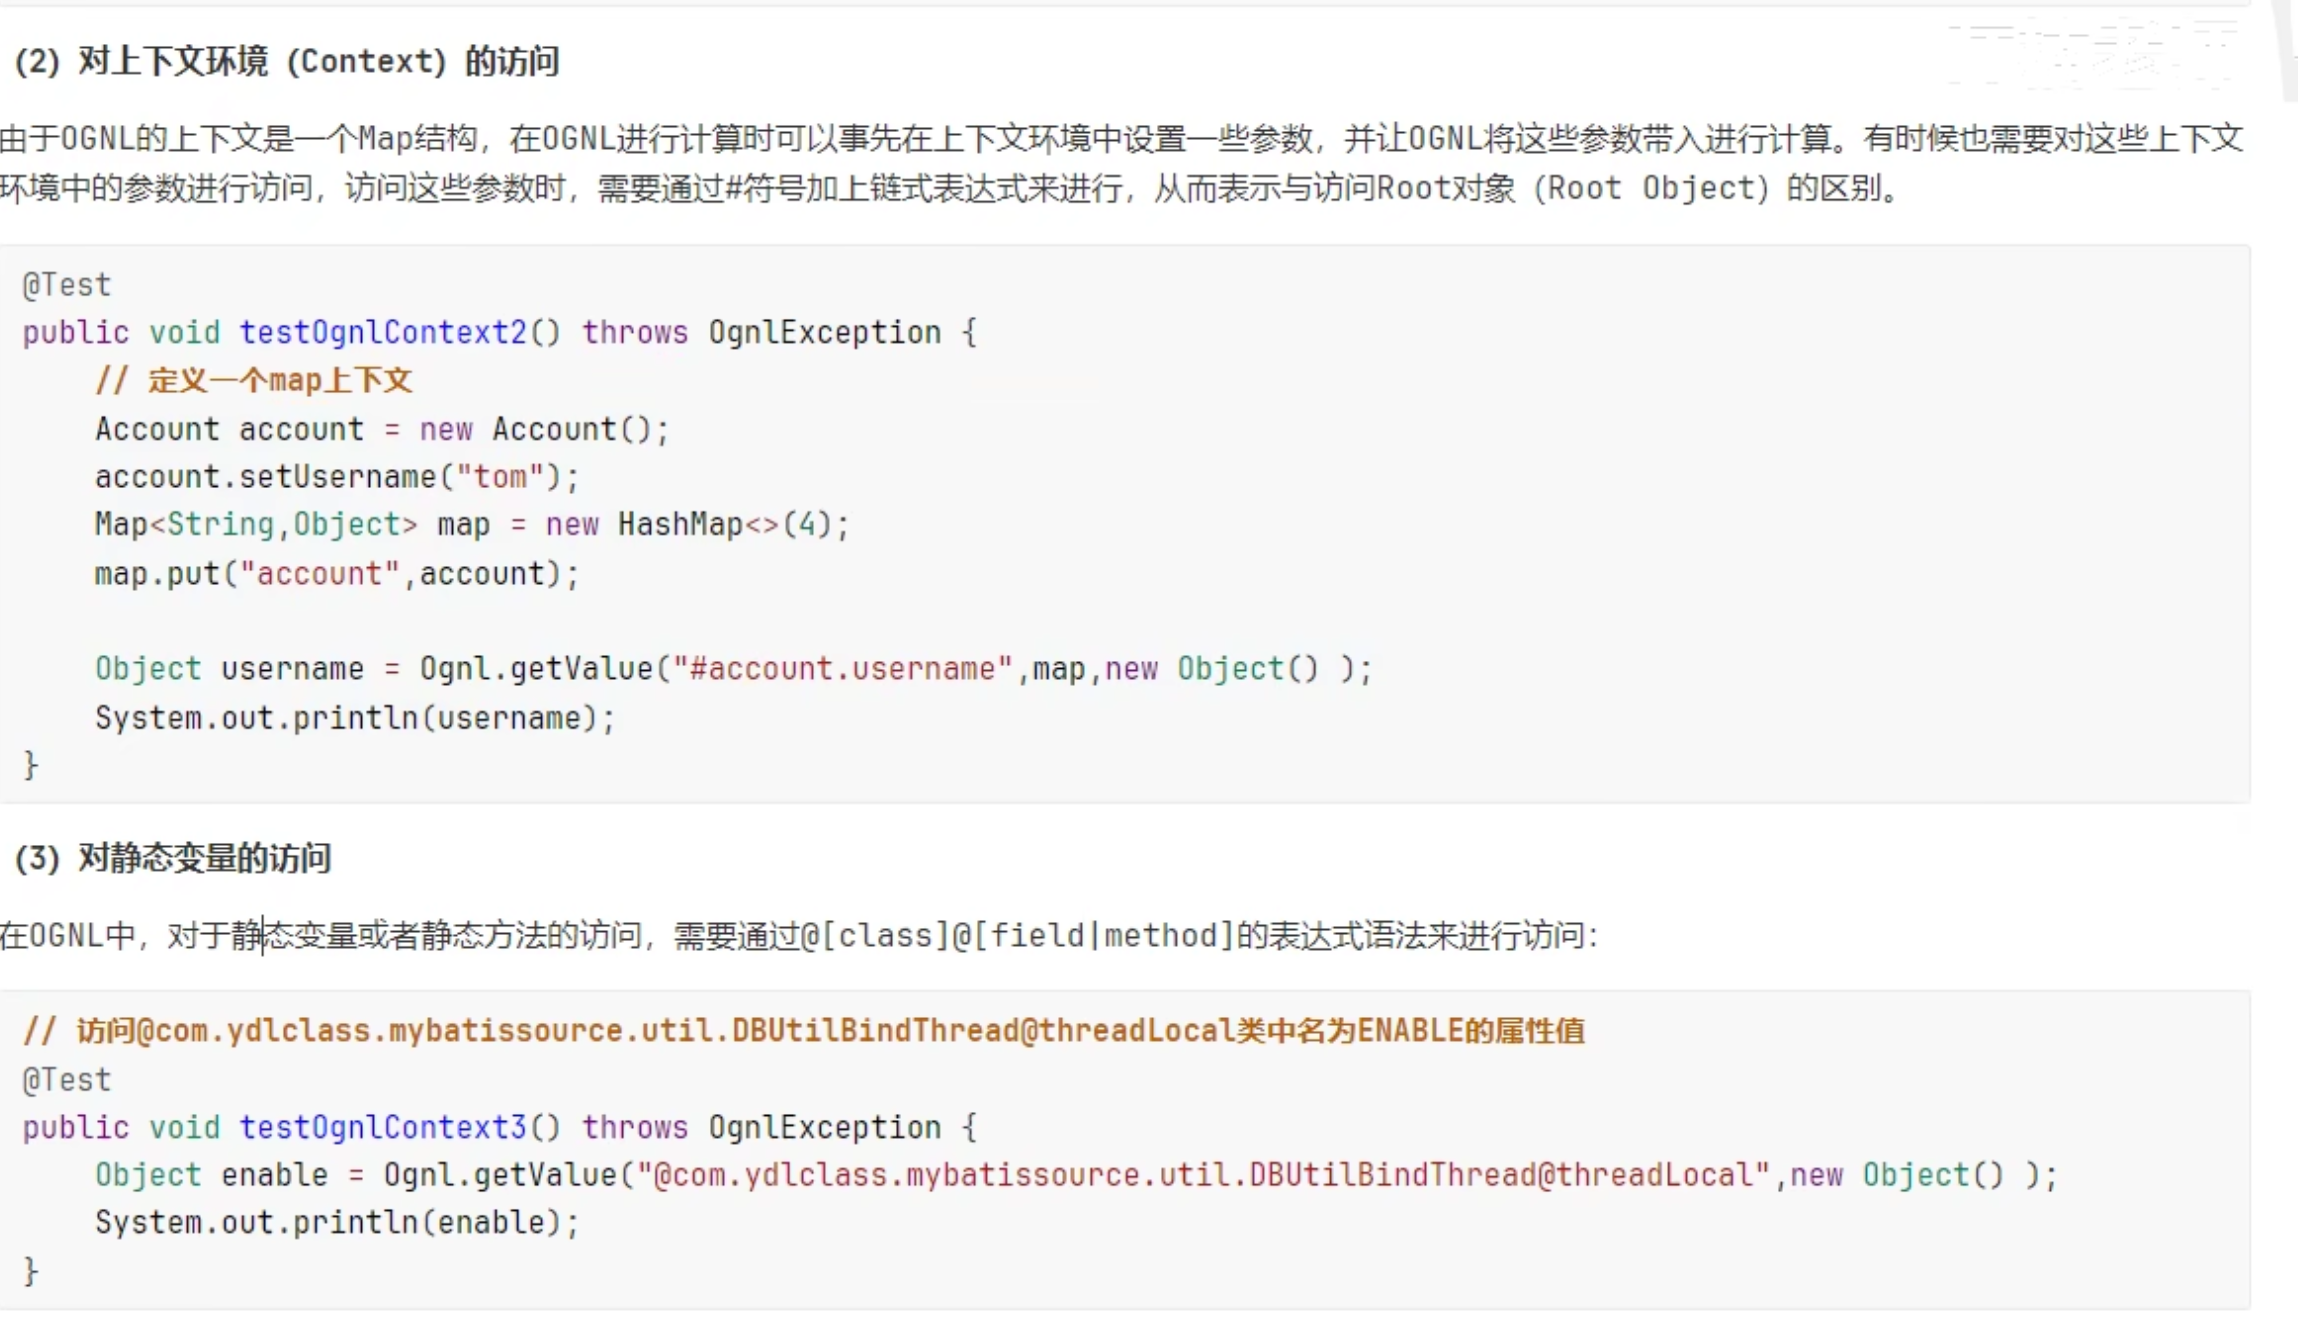 (2) 对上下文环境（Context）的访问
由于OGNL的上下文是一个Map结构，在OGNL进行计算时可以事先在上下文环境中设置一些参数，并让OGNL将这些参数带入进行计算。有时候也需要对这些上下文
环境中的参数进行访问，访问这些参数时，需要通过#符号加上链式表达式来进行，从而表示与访问Root对象（Root Object）的区别。
@Test
public void testOgnlContext2() throws OgnlException {
    // 定义一个map上下文
    Account account = new Account();
    account.setUsername("tom");
    Map<String,Object> map = new HashMap<>(4);
    map.put("account",account);
    Object username = Ognl.getValue("#account.username",map,new Object() );
    System.out.println(username);
}
(3) 对静态变量的访问
在OGNL中，对于静态变量或者静态方法的访问，需要通过@[class]@[field|method]的表达式语法来进行访问：
// 访问@com.ydlclass.mybatissource.util.DBUtilBindThread@threadLocal类中名为ENABLE的属性值
@Test
public void testOgnlContext3() throws OgnlException {
    Object enable = Ognl.getValue("@com.ydlclass.mybatissource.util.DBUtilBindThread@threadLocal",new Object() );
    System.out.println(enable);
}